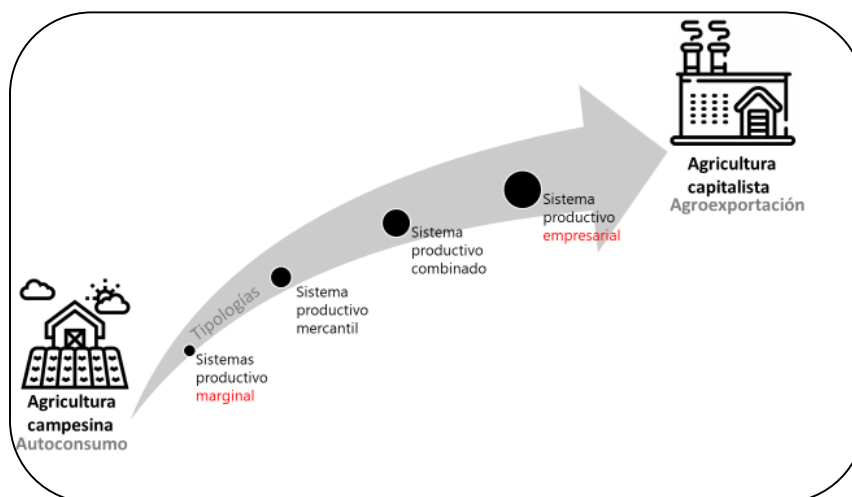 Agricultura
capitalista
Agroexportación
Sistema
productivo
empresarial
Sistema
productivo
combinado
Sistema
productivo
mercantil
Tipologías
Sistemas
productivo
marginal
Agricultura
campesina
Autoconsumo